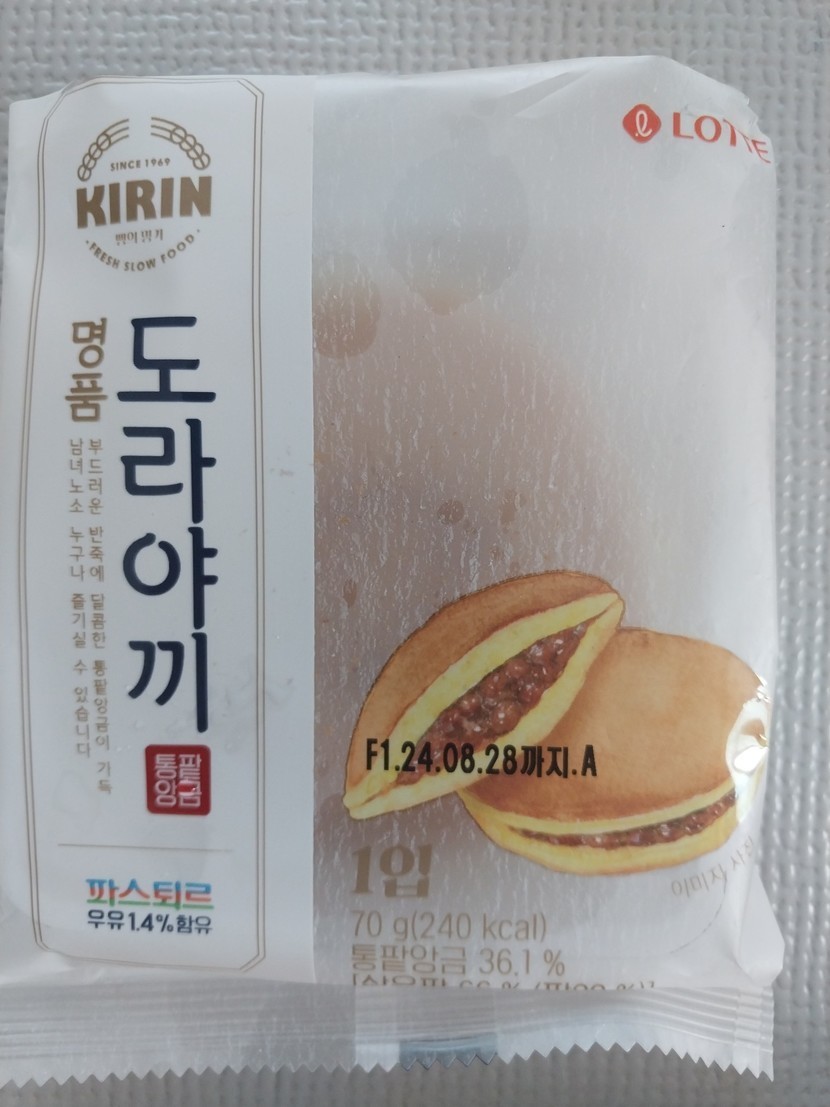 SINCE 1969
KIRIN
빵이 맛기
FRESH SLOW FOOD
LOTTE
명품
도라야끼
부드러운 반죽에 달콤한 통팥앙금이 가득
남녀노소 누구나 즐기실 수 있습니다
통팥앙금
파스퇴르
우유1.4%함유
F1.24.08.28까지.A
1입
70 g(240 kcal)
통팥앙금 36.1 %
이미지 사진